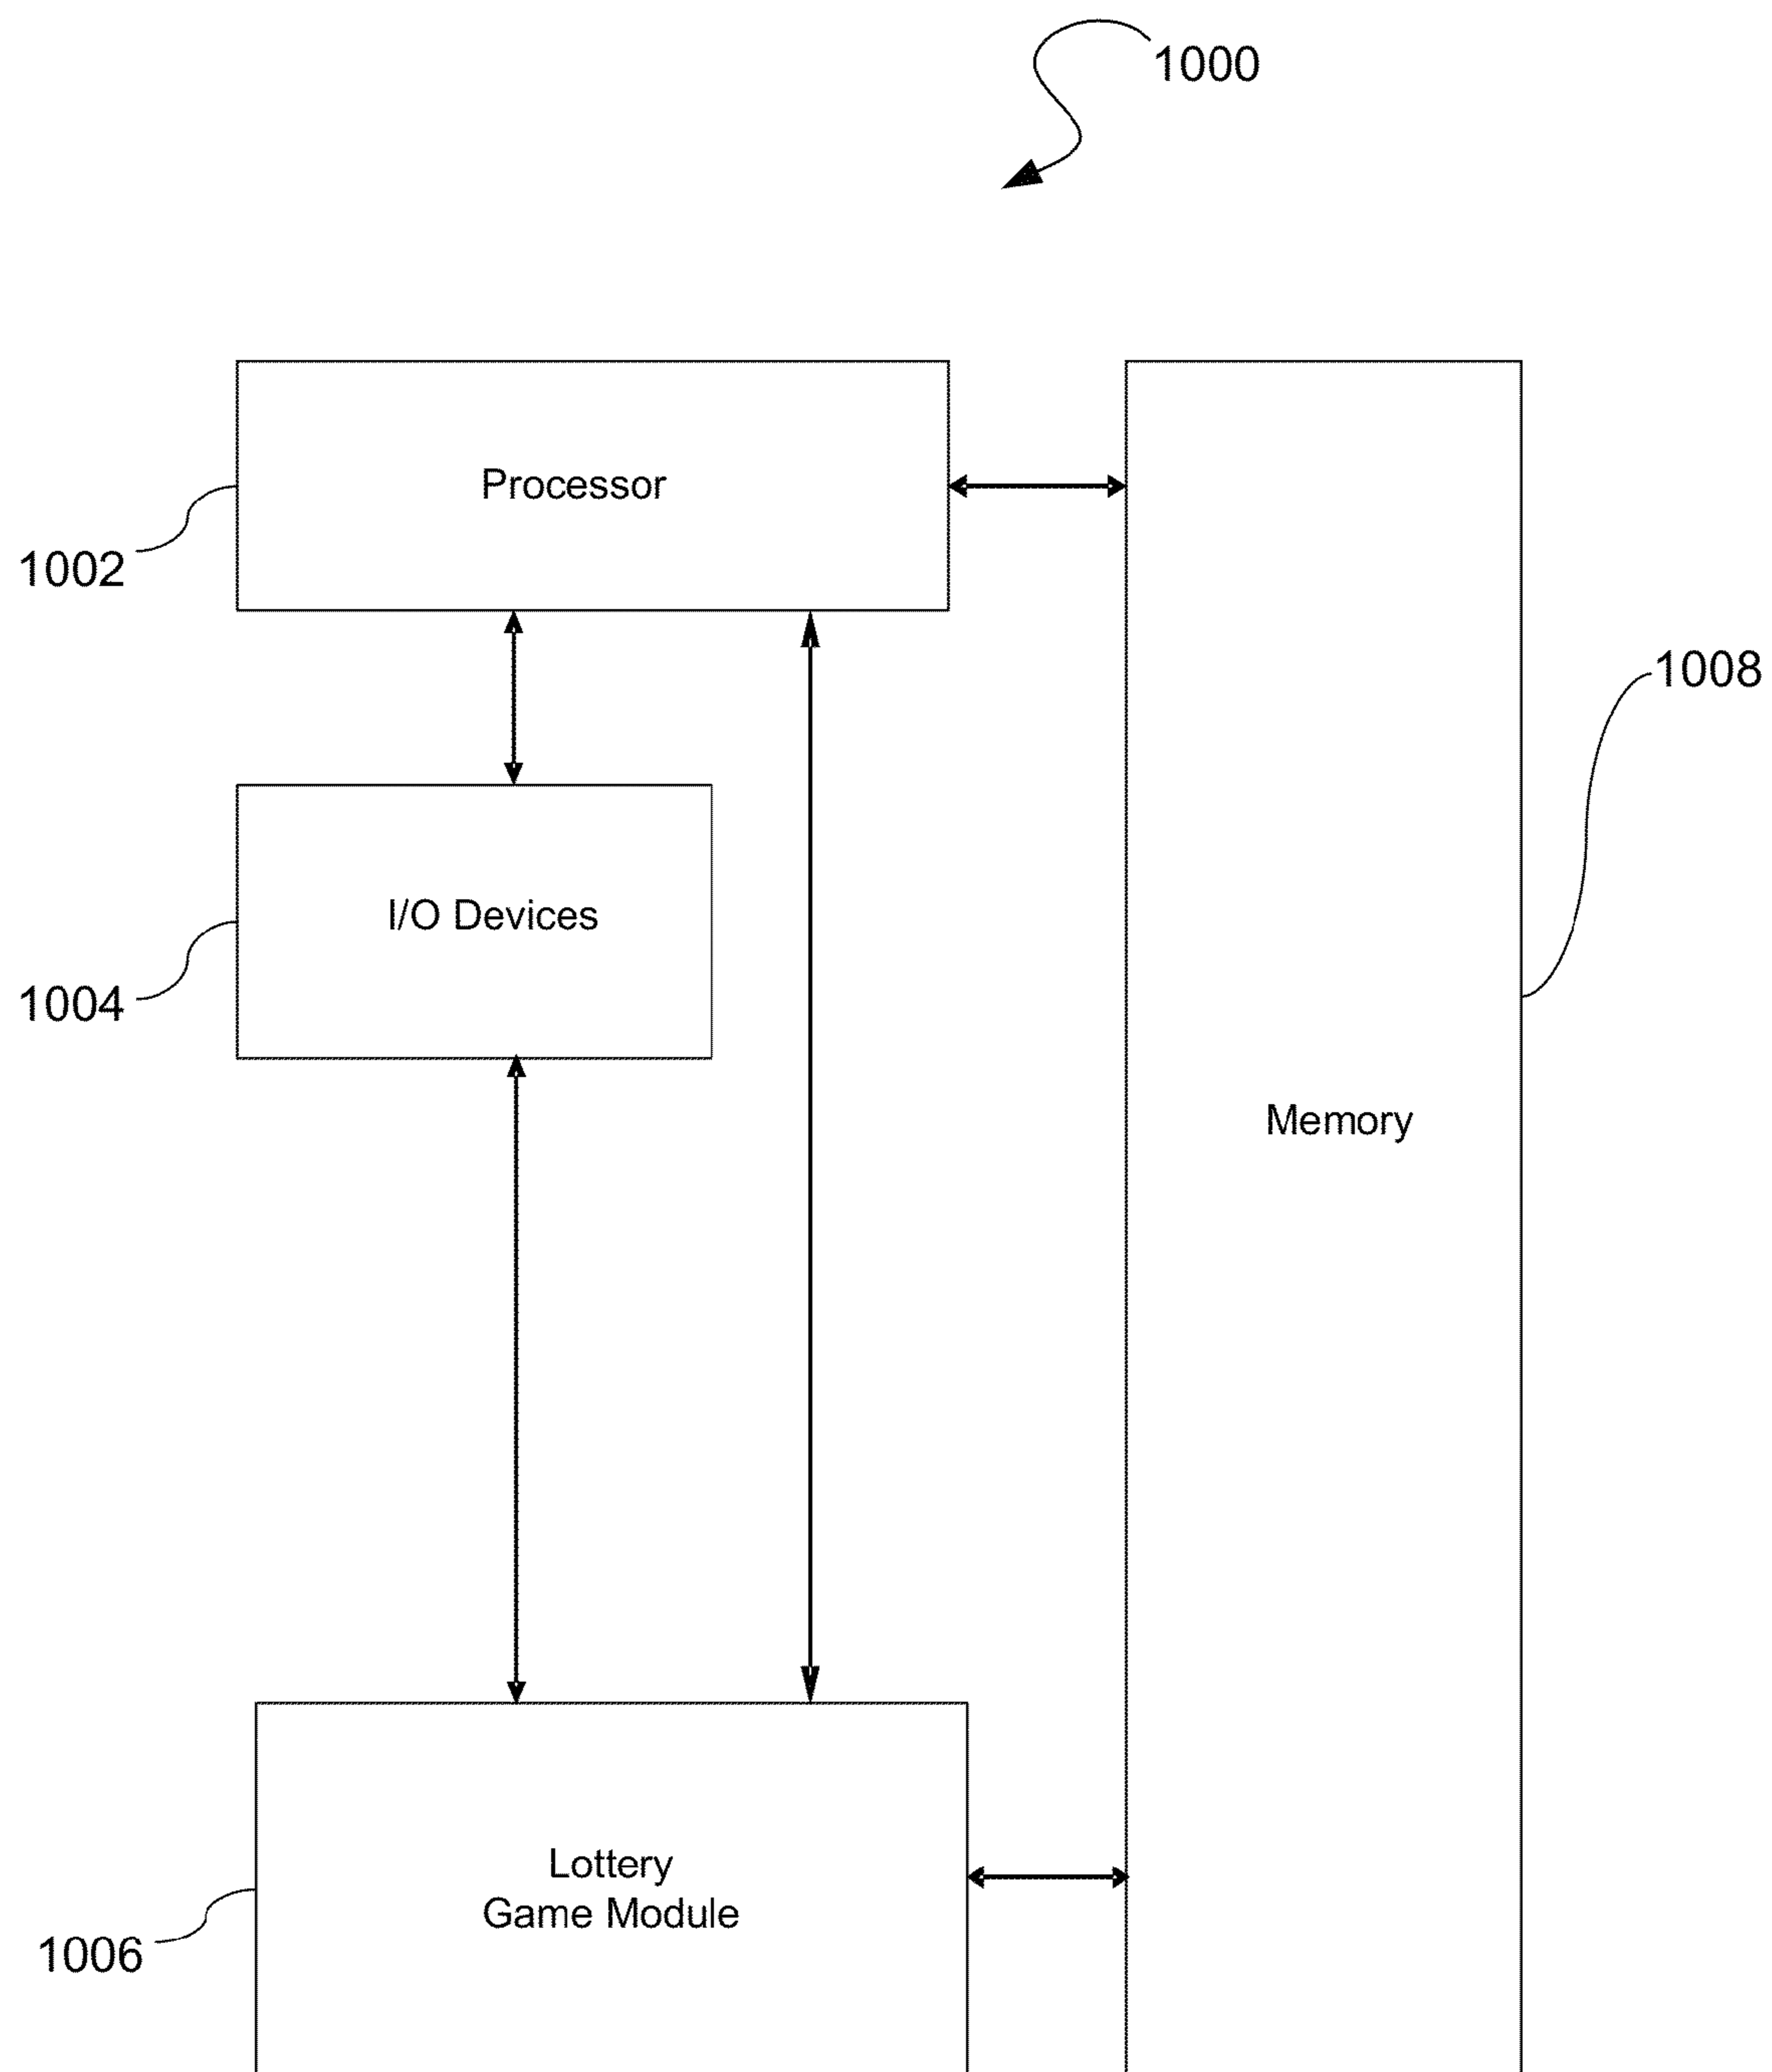 1000
Processor
1002
1008
I/O Devices
1004
Memory
Lottery
Game Module
1006